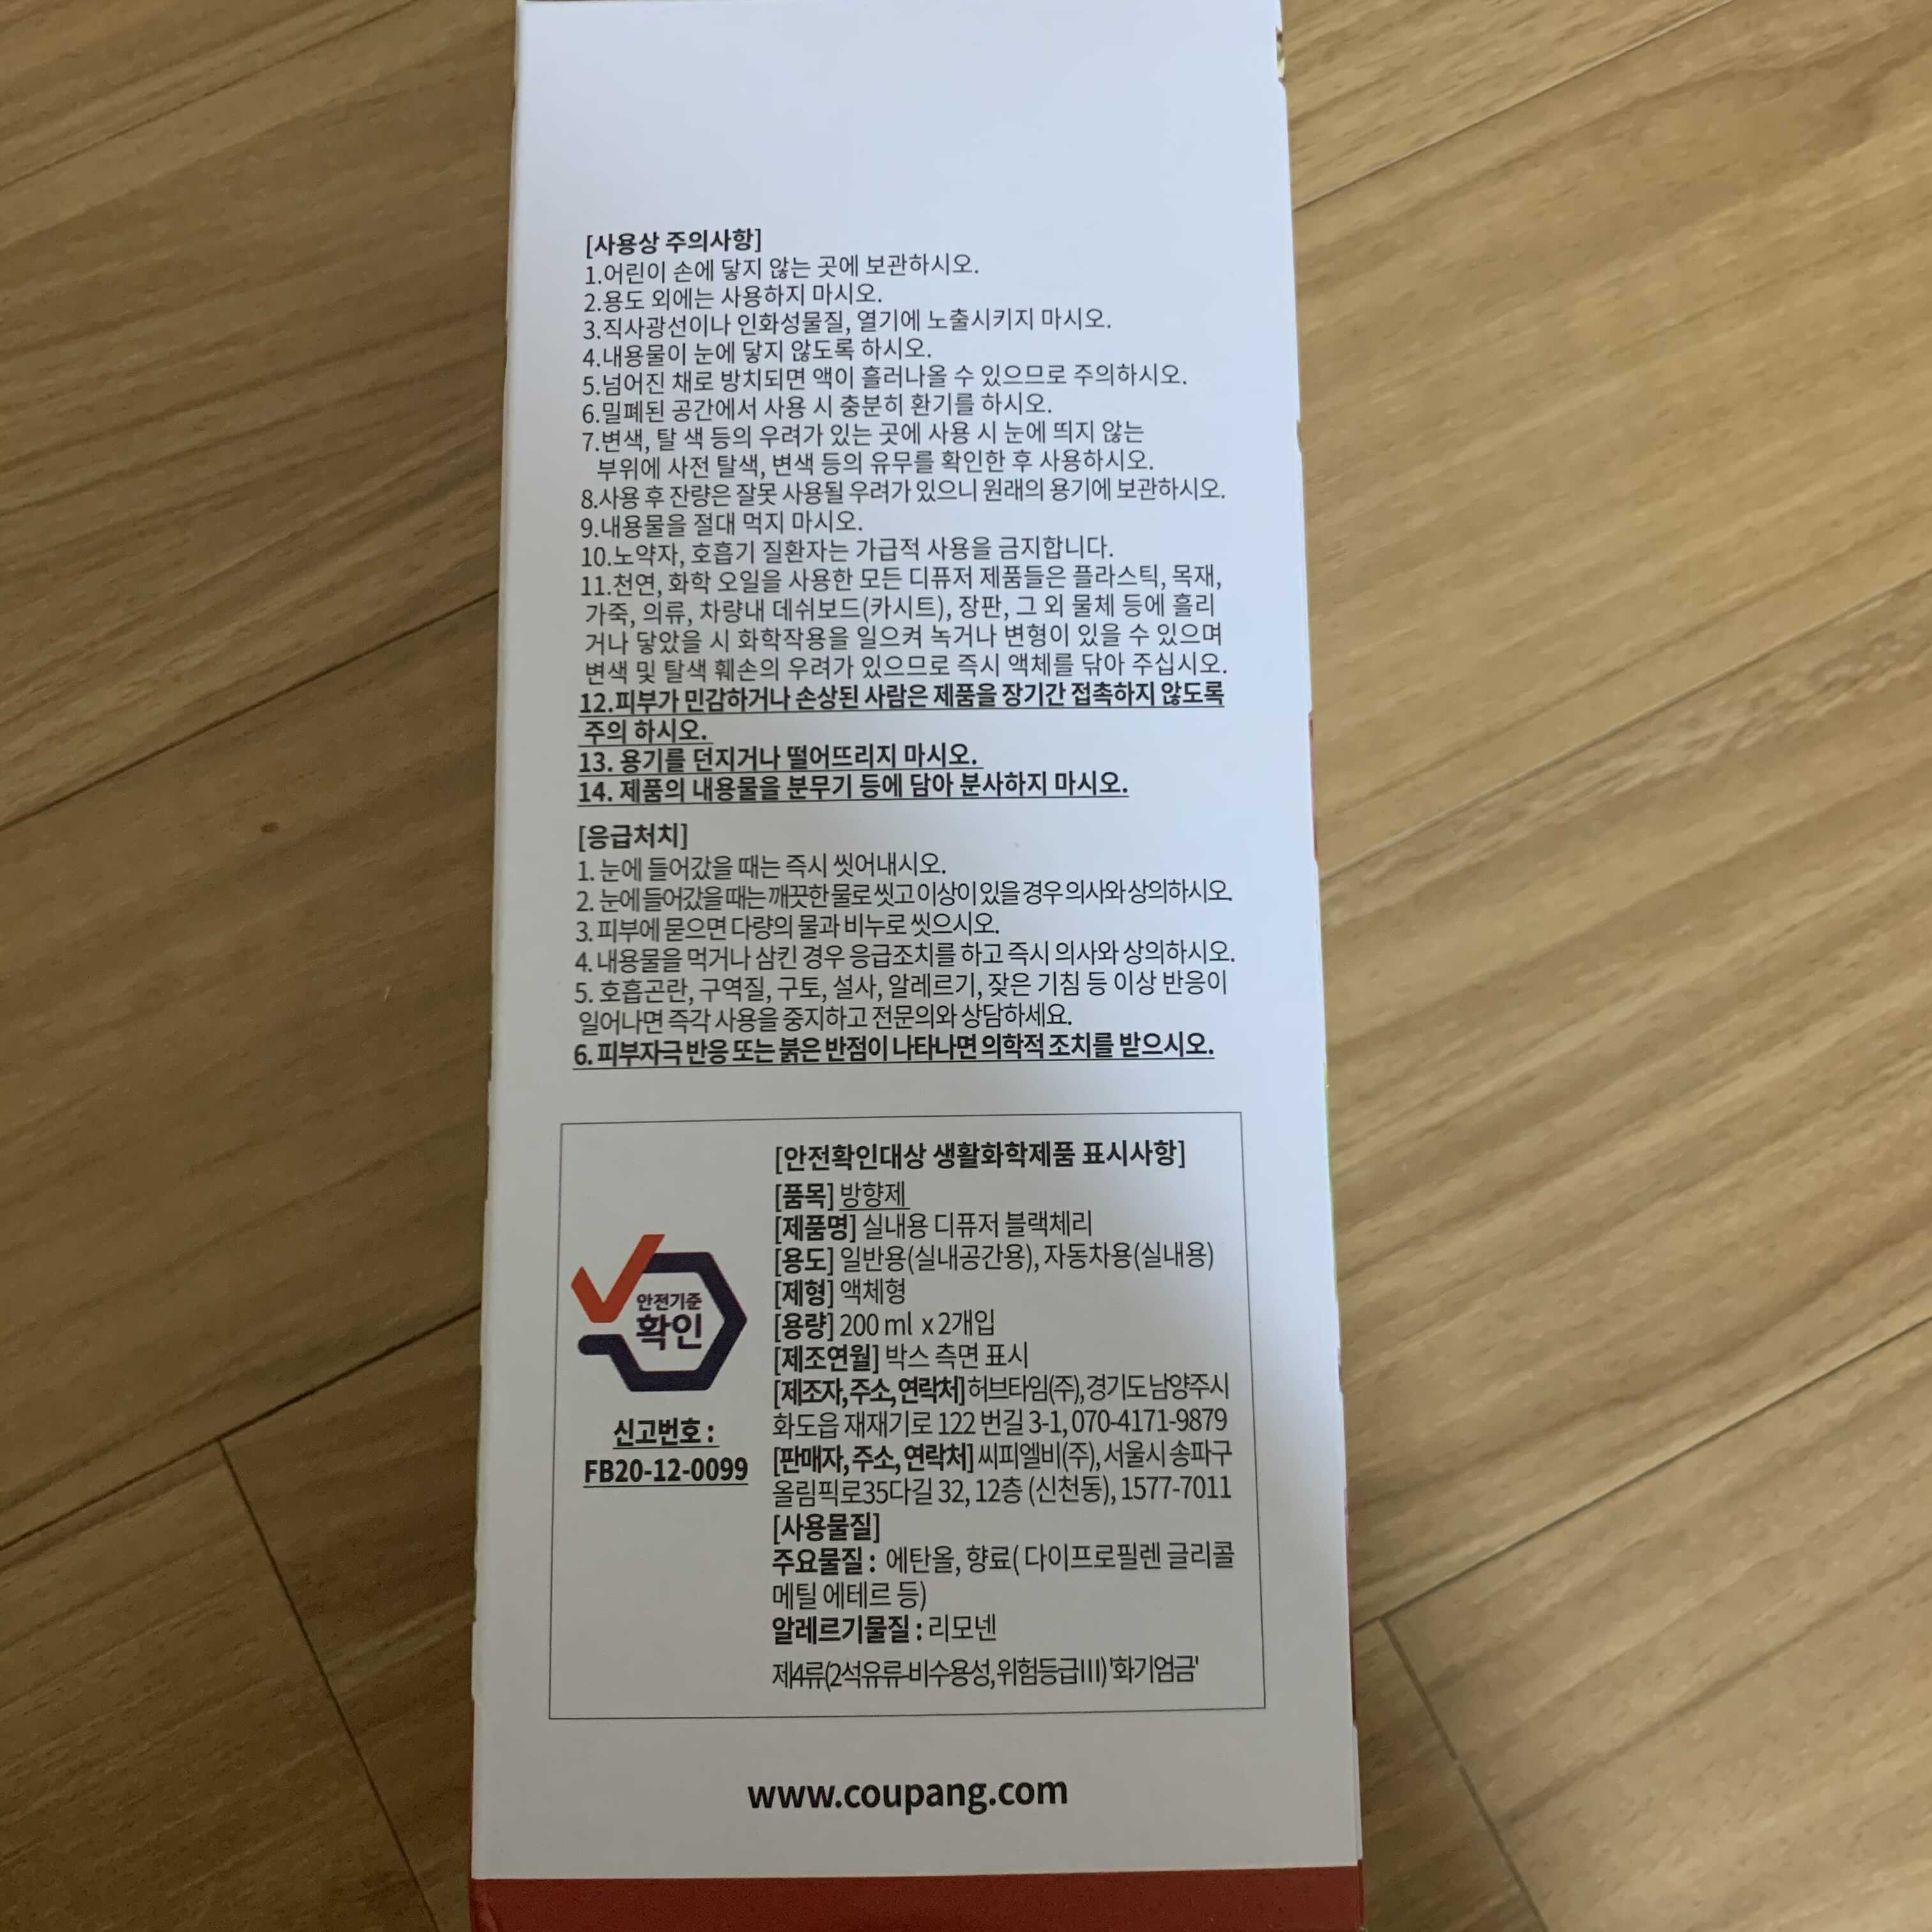 [사용상 주의사항]
1.어린이 손에 닿지 않는 곳에 보관하시오.
2.용도 외에는 사용하지 마시오.
3.직사광선이나 인화성물질, 열기에 노출시키지 마시오.
4.내용물이 눈에 닿지 않도록 하시오.
5.넘어진 채로 방치되면 액이 흘러나올 수 있으므로 주의하시오.
6.밀폐된 공간에서 사용 시 충분히 환기를 하시오.
7.변색, 탈 색 등의 우려가 있는 곳에 사용 시 눈에 띄지 않는
부위에 사전 탈색, 변색 등의 유무를 확인한 후 사용하시오.
8.사용 후 잔량은 잘못 사용될 우려가 있으니 원래의 용기에 보관하시오.
9.내용물을 절대 먹지 마시오.
10.노약자, 호흡기 질환자는 가급적 사용을 금지합니다.
11.천연, 화학 오일을 사용한 모든 디퓨저 제품들은 플라스틱, 목재,
가죽, 의류, 차량내 데쉬보드(카시트), 장판, 그 외 물체 등에 흘리
거나 닿았을 시 화학작용을 일으켜 녹거나 변형이 있을 수 있으며
변색 및 탈색 훼손의 우려가 있으므로 즉시 액체를 닦아 주십시오.
12.피부가 민감하거나 손상된 사람은 제품을 장기간 접촉하지 않도록
주의 하시오.
13. 용기를 던지거나 떨어뜨리지 마시오.
14. 제품의 내용물을 분무기 등에 담아 분사하지 마시오.
[응급처치]
1. 눈에 들어갔을 때는 즉시 씻어내시오.
2. 눈에 들어갔을 때는 깨끗한 물로 씻고 이상이 있을 경우 의사와 상의하시오.
3. 피부에 묻으면 다량의 물과 비누로 씻으시오.
4. 내용물을 먹거나 삼킨 경우 응급조치를 하고 즉시 의사와 상의하시오.
5. 호흡곤란, 구역질, 구토, 설사, 알레르기, 잦은 기침 등 이상 반응이
일어나면 즉각 사용을 중지하고 전문의와 상담하세요.
6. 피부자극 반응 또는 붉은 반점이 나타나면 의학적 조치를 받으시오.
안전기준
확인
신고번호 :
FB20-12-0099
[안전확인대상 생활화학제품 표시사항]
[품목] 방향제
[제품명] 실내용 디퓨저 블랙체리
[용도] 일반용(실내공간용), 자동차용(실내용)
[제형] 액체형
[용량] 200 ml x 2개입
[제조연월] 박스 측면 표시
[제조자,주소,연락처] 허브타임(주), 경기도 남양주시
화도읍 재재기로 122 번길 3-1, 070-4171-9879
[판매자,주소,연락처] 씨피엘비(주), 서울시 송파구
올림픽로35다길 32, 12층 (신천동), 1577-7011
[사용물질]
주요물질 : 에탄올, 향료( 다이프로필렌 글리콜
메틸 에테르 등)
알레르기물질 : 리모넨
제4류(2석유류-비수용성,위험등급III) '화기엄금'
www.coupang.com